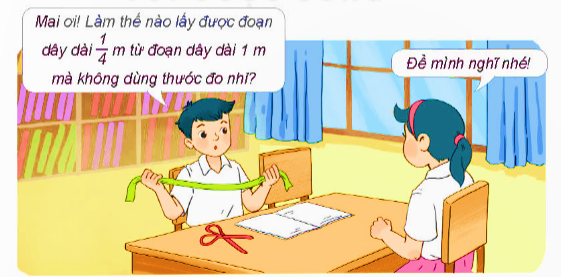 Mai ơi! Làm thế nào lấy được đoạn
dây dài 1/4 m từ đoạn dây dài 1 m
mà không dùng thước đo nhỉ?
Để mình nghĩ nhé!